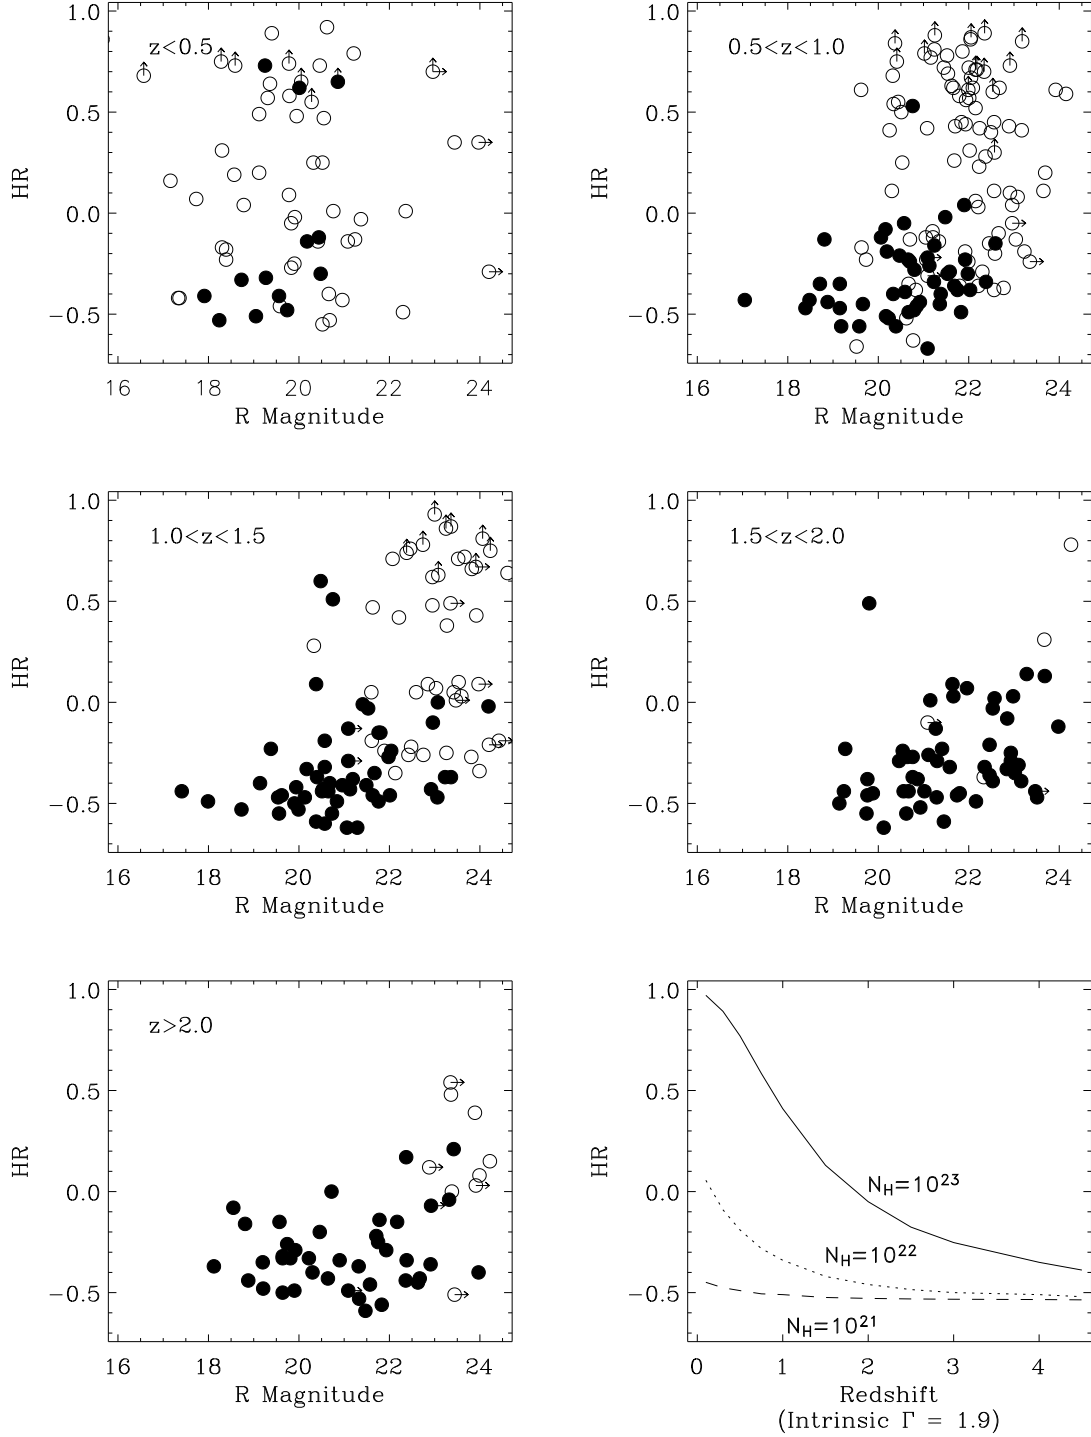 z<0.5
HR
1.0
0.5
0.0
−0.5
16 18 20 22 24
R Magnitude
0.5<z<1.0
HR
1.0
0.5
0.0
−0.5
16 18 20 22 24
R Magnitude
1.0<z<1.5
HR
1.0
0.5
0.0
−0.5
16 18 20 22 24
R Magnitude
1.5<z<2.0
HR
1.0
0.5
0.0
−0.5
16 18 20 22 24
R Magnitude
z>2.0
HR
1.0
0.5
0.0
−0.5
16 18 20 22 24
R Magnitude
HR
1.0
0.5
0.0
−0.5
N_H=10^23
N_H=10^22
N_H=10^21
0 1 2 3 4
Redshift
(Intrinsic Γ = 1.9)